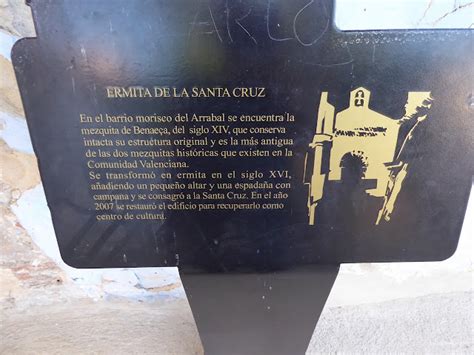 ARLO
ERMITA DE LA SANTA CRUZ
En el barrio morisco del Arrabal se encuentra la
mezquita de Benaeça, del siglo XIV, que conserva
intacta su estructura original y es la más antigua
de las dos mezquitas históricas que existen en la
Comunidad Valenciana.
Se transformó en ermita en el siglo XVI,
añadiendo un pequeño altar y una espadaña con
campana y se consagró a la Santa Cruz. En el año
2007 se restauró el edificio para recuperarlo como
centro de cultura.